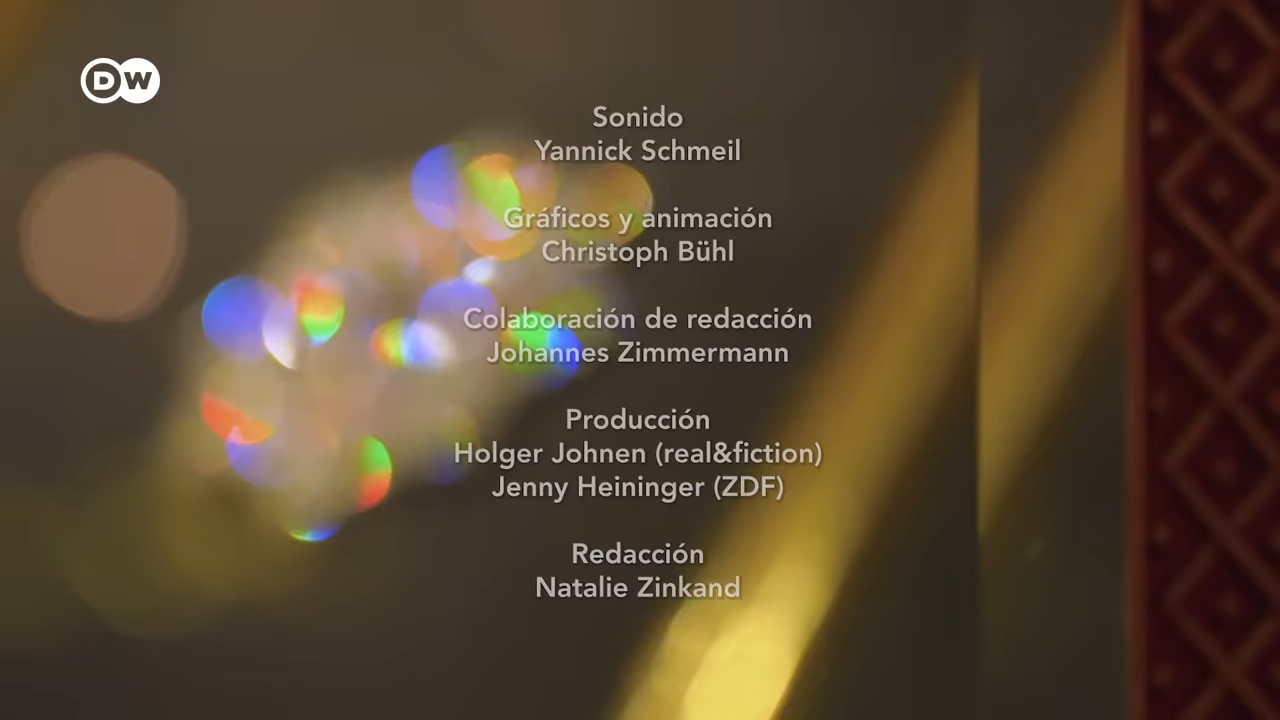 DW
Sonido
Yannick Schmeil
Gráficos y animación
Christoph Bühl
Colaboración de redacción
Johannes Zimmermann
Producción
Holger Johnen (real&fiction)
Jenny Heininger (ZDF)
Redacción
Natalie Zinkand